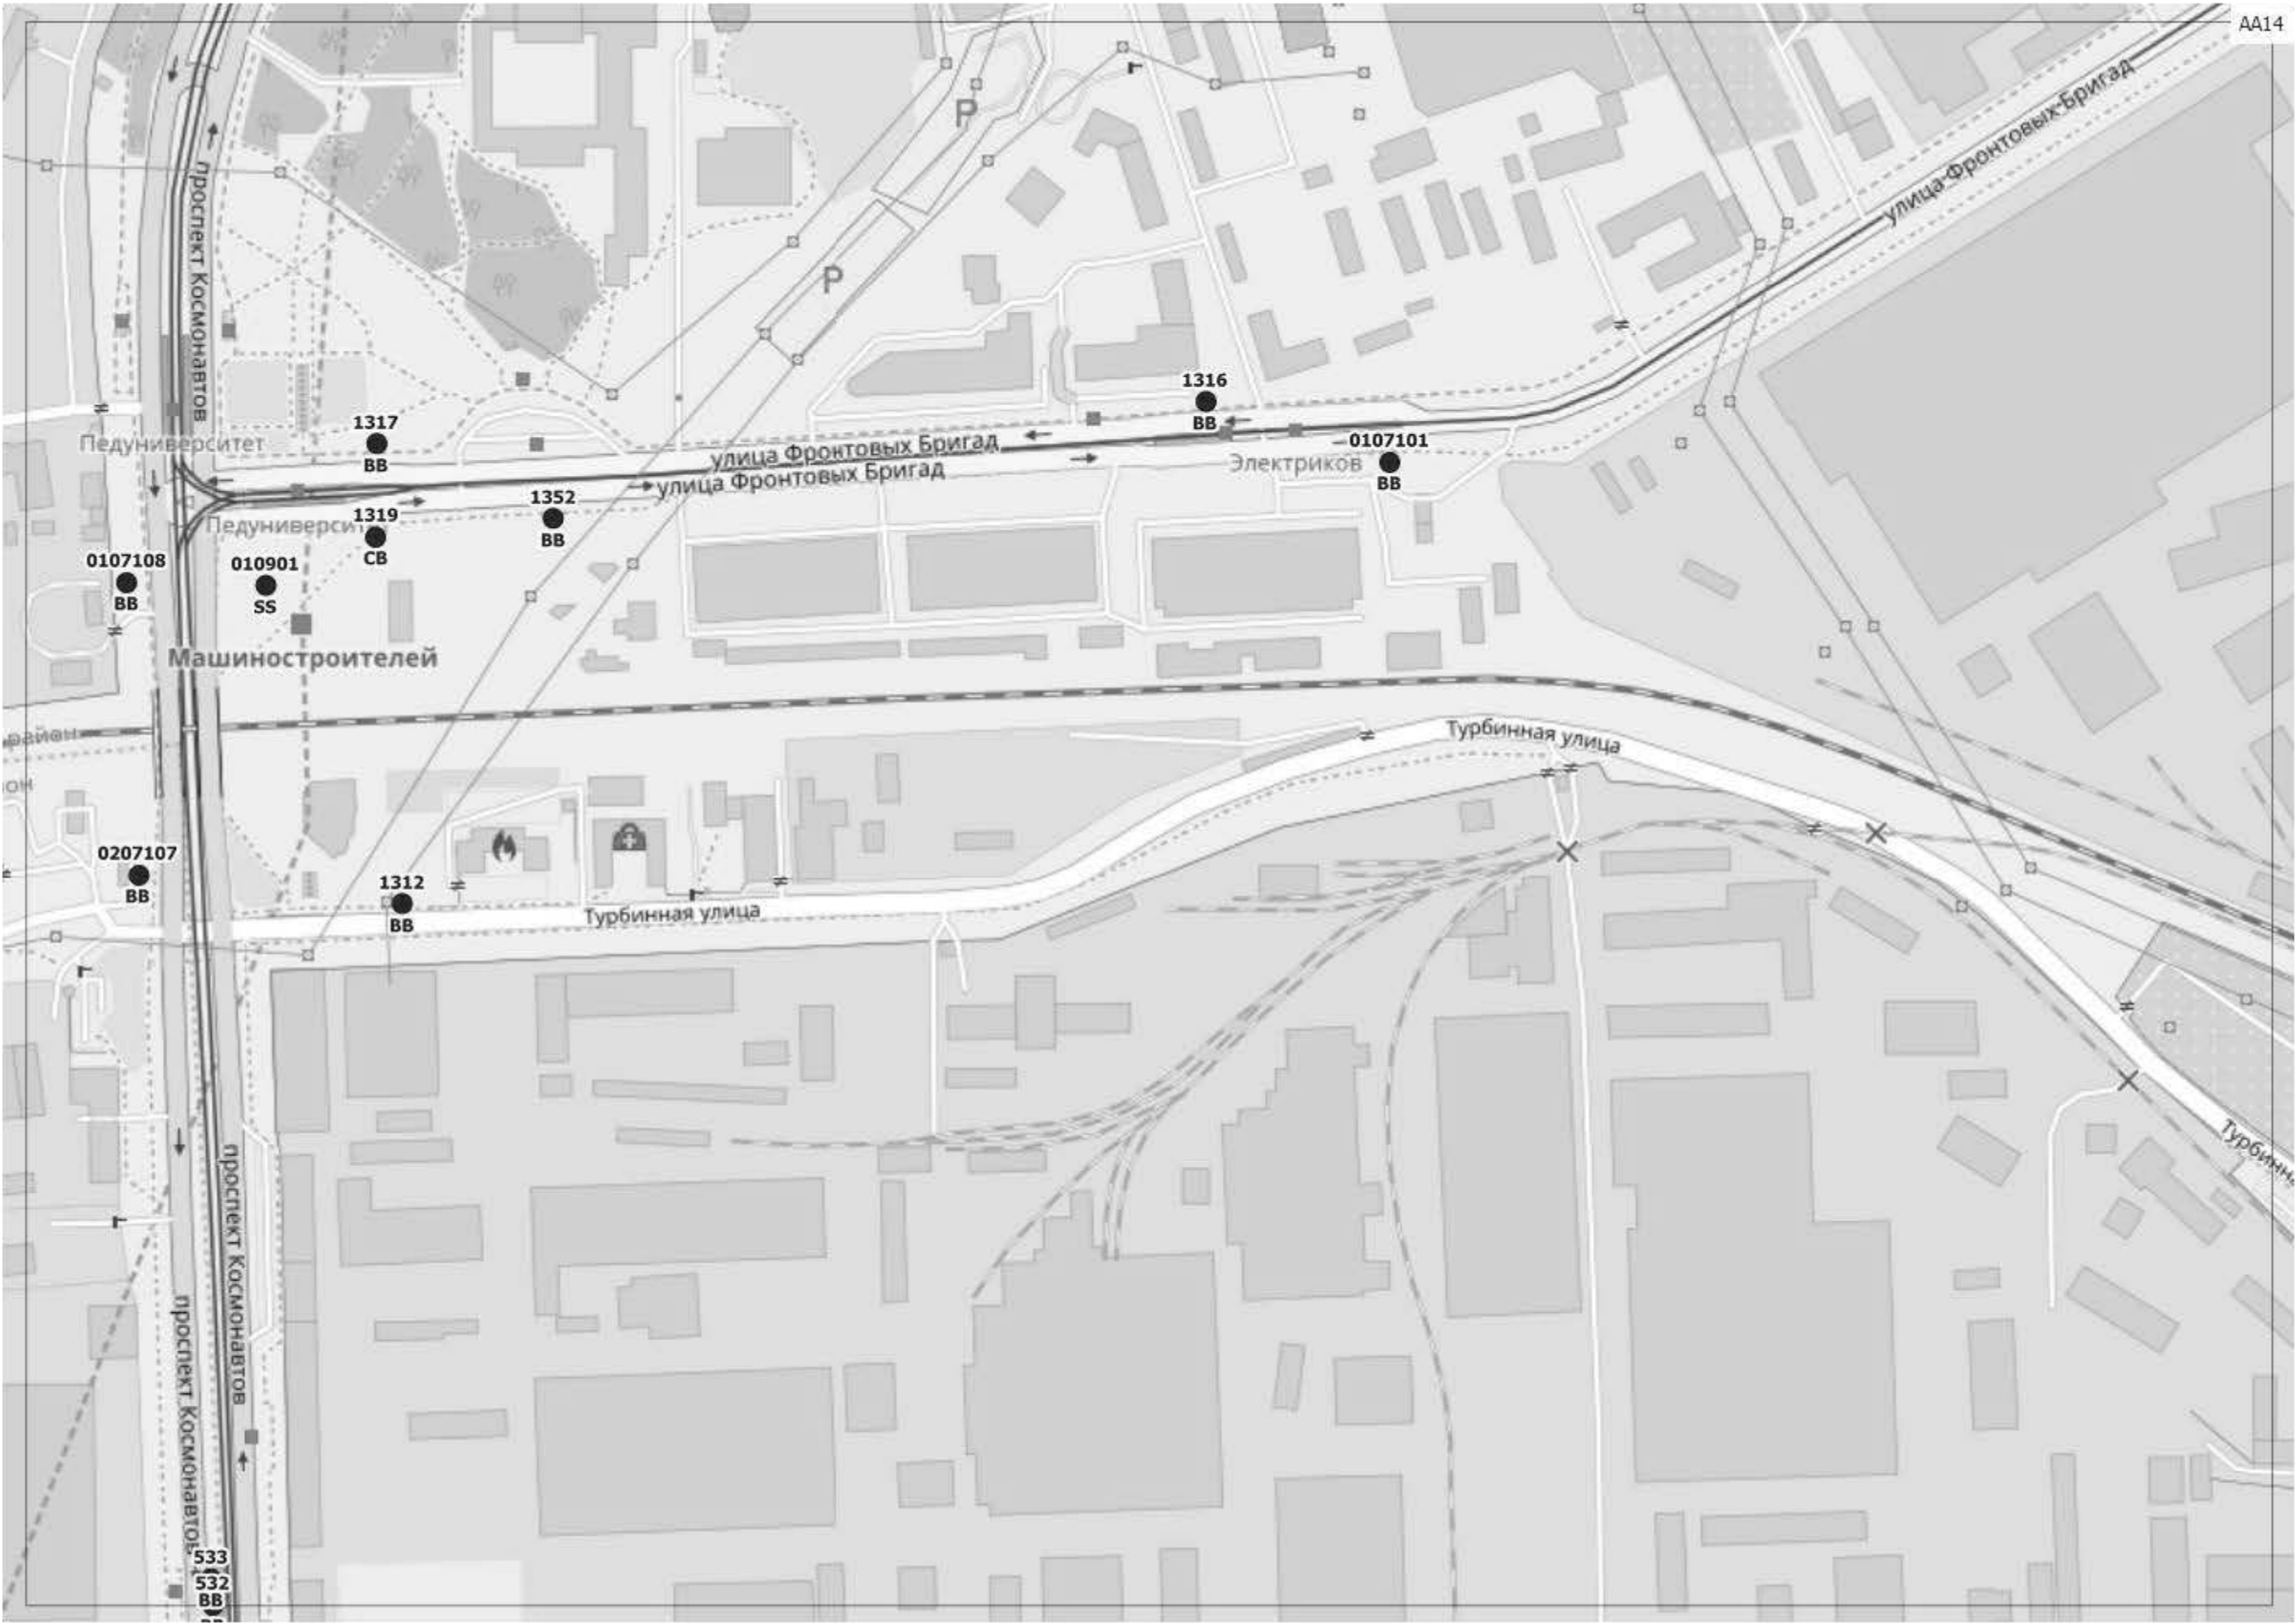 AA14
P
улица Фронтовых Бригад
P
проспект Космонавтов
1316
BB
1317
BB
Педуниверситет
улица Фронтовых Бригад
улица Фронтовых Бригад
0107101
Электриков
BB
1352
BB
1319
CB
0107108
BB
010901
SS
Машиностроителей
район
Турбинная улица
0207107
BB
1312
BB
Турбинная улица
проспект Космонавтов
проспект Космонавтов
533
532
BB